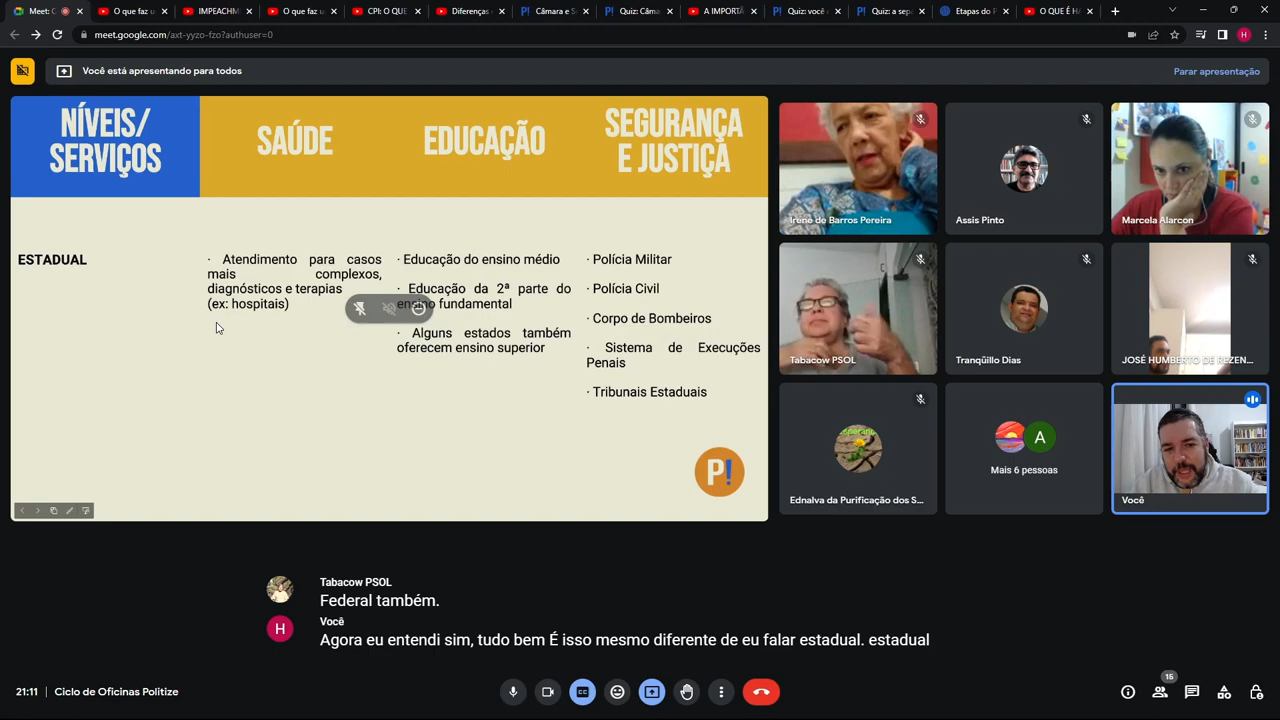 Meet: C
O que faz u
IMPEACHM
O que faz u
CPI: O QUE
Diferenças
Câmara e S
Quiz: Câma
A IMPORTÂ
Quiz: você
Quiz: a sepa
Etapas do P
O QUE É HA
meet.google.com/axt-yyzo-fzo?authuser=0
H
Você está apresentando para todos
Parar apresentação
NÍVEIS/
SERVIÇOS
SAÚDE
EDUCAÇÃO
SEGURANÇA
E JUSTIÇA
ESTADUAL
· Atendimento para casos
mais complexos,
diagnósticos e terapias
(ex: hospitais)
· Educação do ensino médio
· Educação da 2ª parte do
ensino fundamental
· Alguns estados também
oferecem ensino superior
· Polícia Militar
· Polícia Civil
· Corpo de Bombeiros
· Sistema de Execuções
Penais
· Tribunais Estaduais
P!
Irene de Barros Pereira
Assis Pinto
Marcela Alarcon
Tabacow PSOL
Tranqüillo Dias
JOSÉ HUMBERTO DE REZEN...
Ednalva da Purificação dos S...
A
Mais 6 pessoas
Você
Tabacow PSOL
Federal também.
H
Você
Agora eu entendi sim, tudo bem É isso mesmo diferente de eu falar estadual. estadual
21:11
Ciclo de Oficinas Politize
CC
15